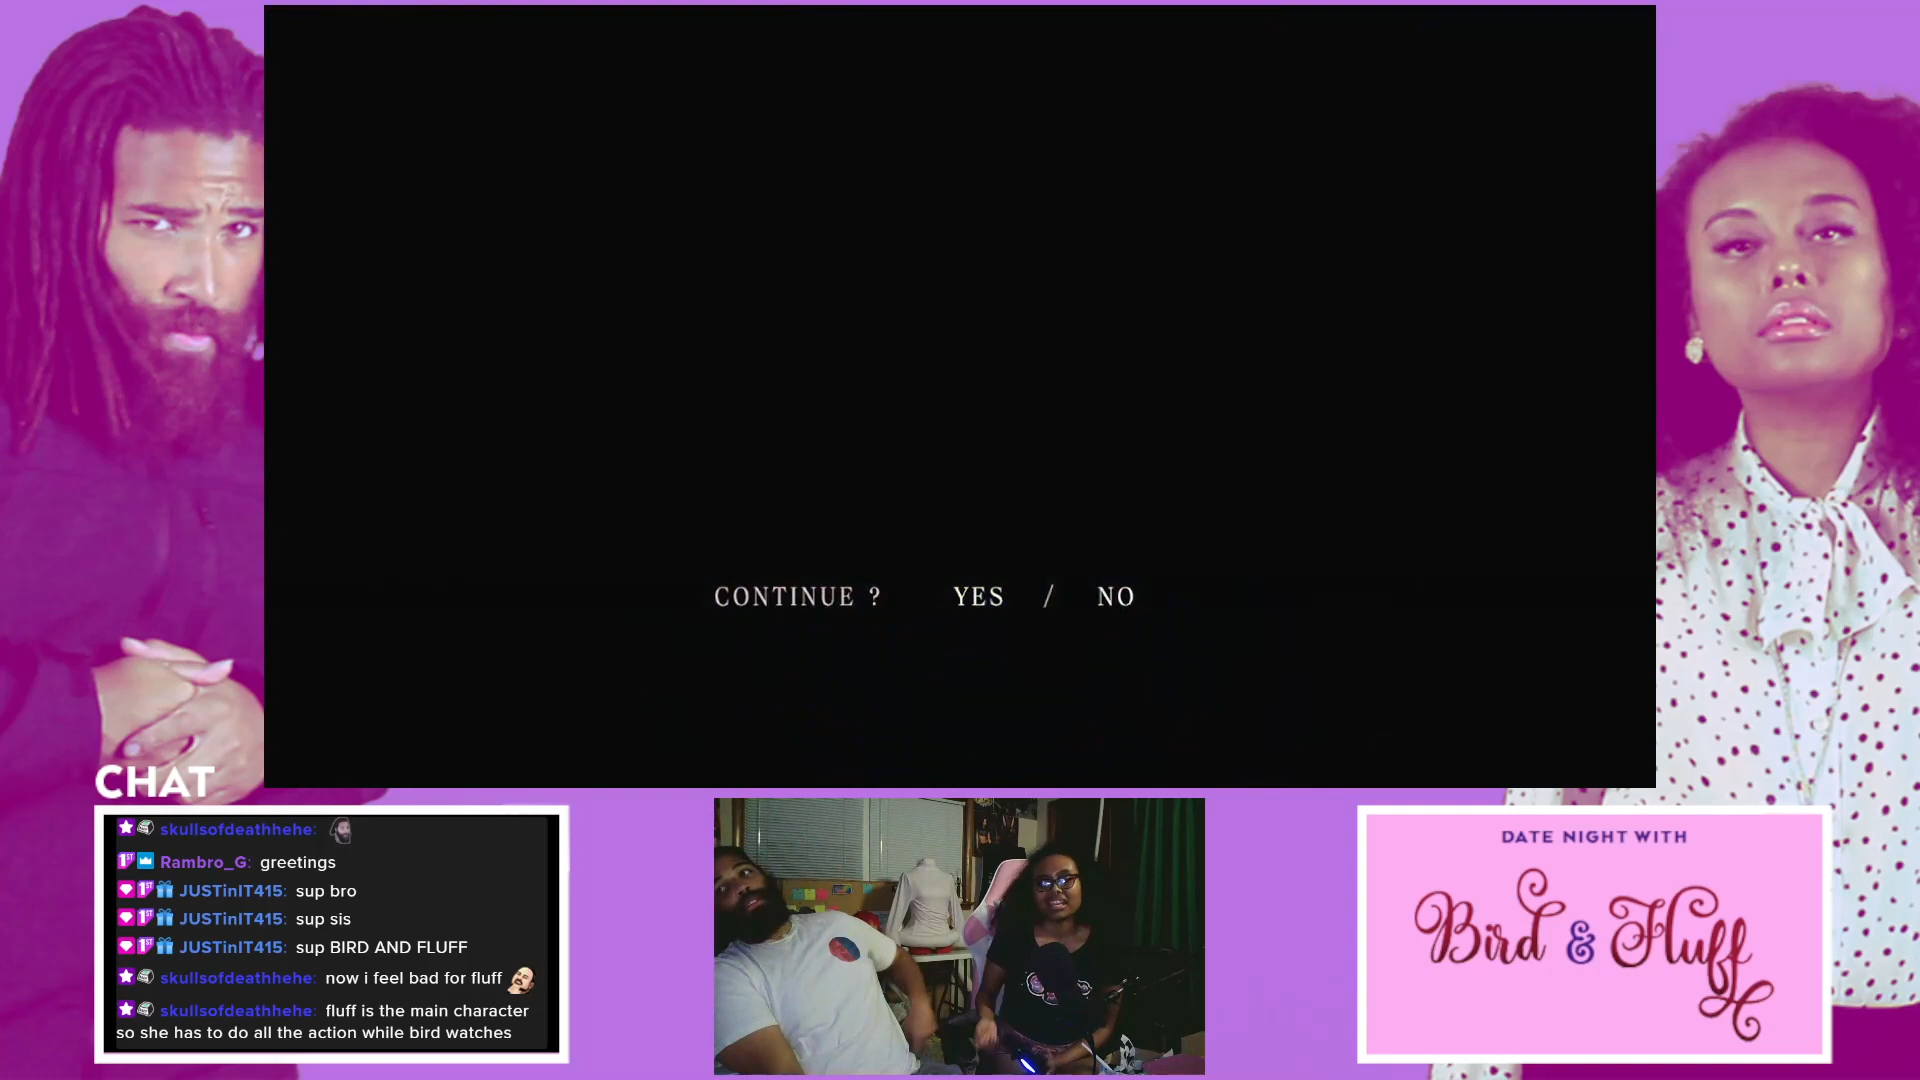 CONTINUE ? YES / NO
CHAT
skullsofdeathhehe:
Rambro_G: greetings
JUSTinIT415: sup bro
JUSTinIT415: sup sis
JUSTinIT415: sup BIRD AND FLUFF
skullsofdeathhehe: now i feel bad for fluff
skullsofdeathhehe: fluff is the main character
so she has to do all the action while bird watches
DATE NIGHT WITH
Bird & Fluff